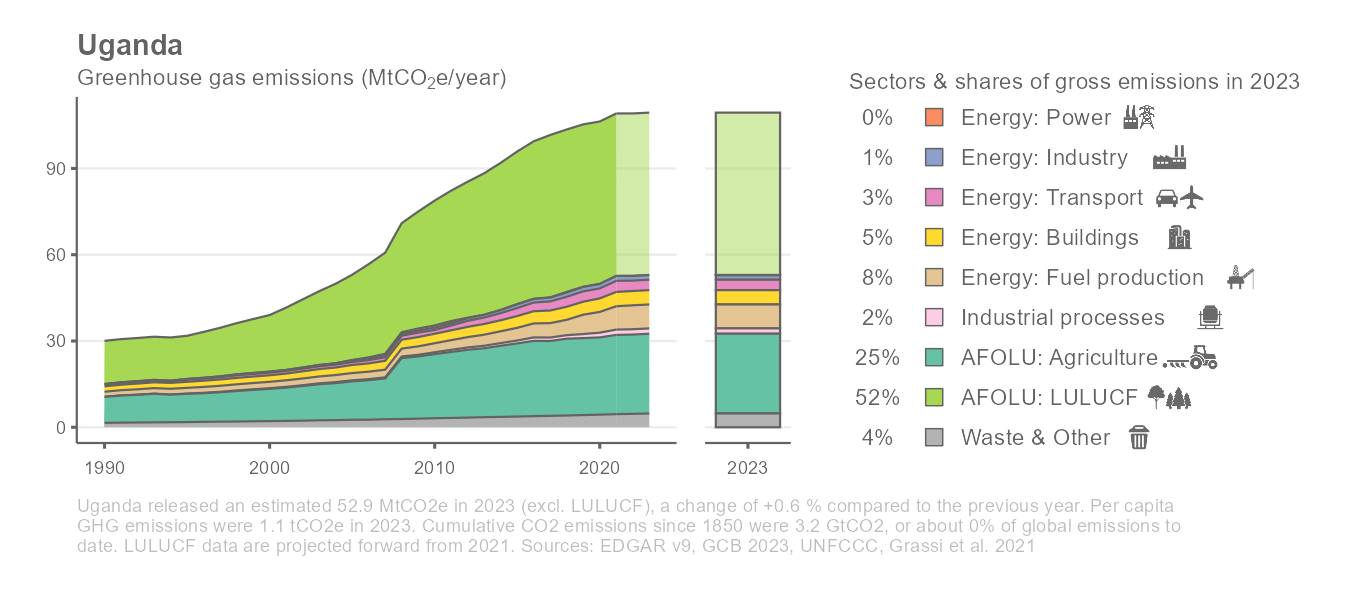 Uganda
Greenhouse gas emissions (MtCO₂e/year)
90
60
30
0
1990
2000
2010
2020
2023
Sectors & shares of gross emissions in 2023
0% Energy: Power
1% Energy: Industry
3% Energy: Transport
5% Energy: Buildings
8% Energy: Fuel production
2% Industrial processes
25% AFOLU: Agriculture
52% AFOLU: LULUCF
4% Waste & Other
Uganda released an estimated 52.9 MtCO2e in 2023 (excl. LULUCF), a change of +0.6 % compared to the previous year. Per capita
GHG emissions were 1.1 tCO2e in 2023. Cumulative CO2 emissions since 1850 were 3.2 GtCO2, or about 0% of global emissions to
date. LULUCF data are projected forward from 2021. Sources: EDGAR v9, GCB 2023, UNFCCC, Grassi et al. 2021